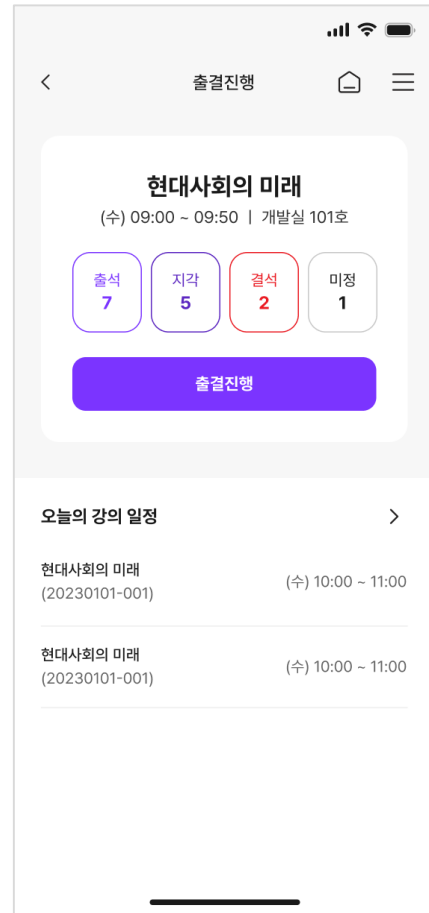 출결진행
현대사회의 미래
(수) 09:00 ~ 09:50 | 개발실 101호
출석 지각 결석 미정
7 5 2 1
출결진행
오늘의 강의 일정
현대사회의 미래
(20230101-001)
(수) 10:00 ~ 11:00
현대사회의 미래
(20230101-001)
(수) 10:00 ~ 11:00